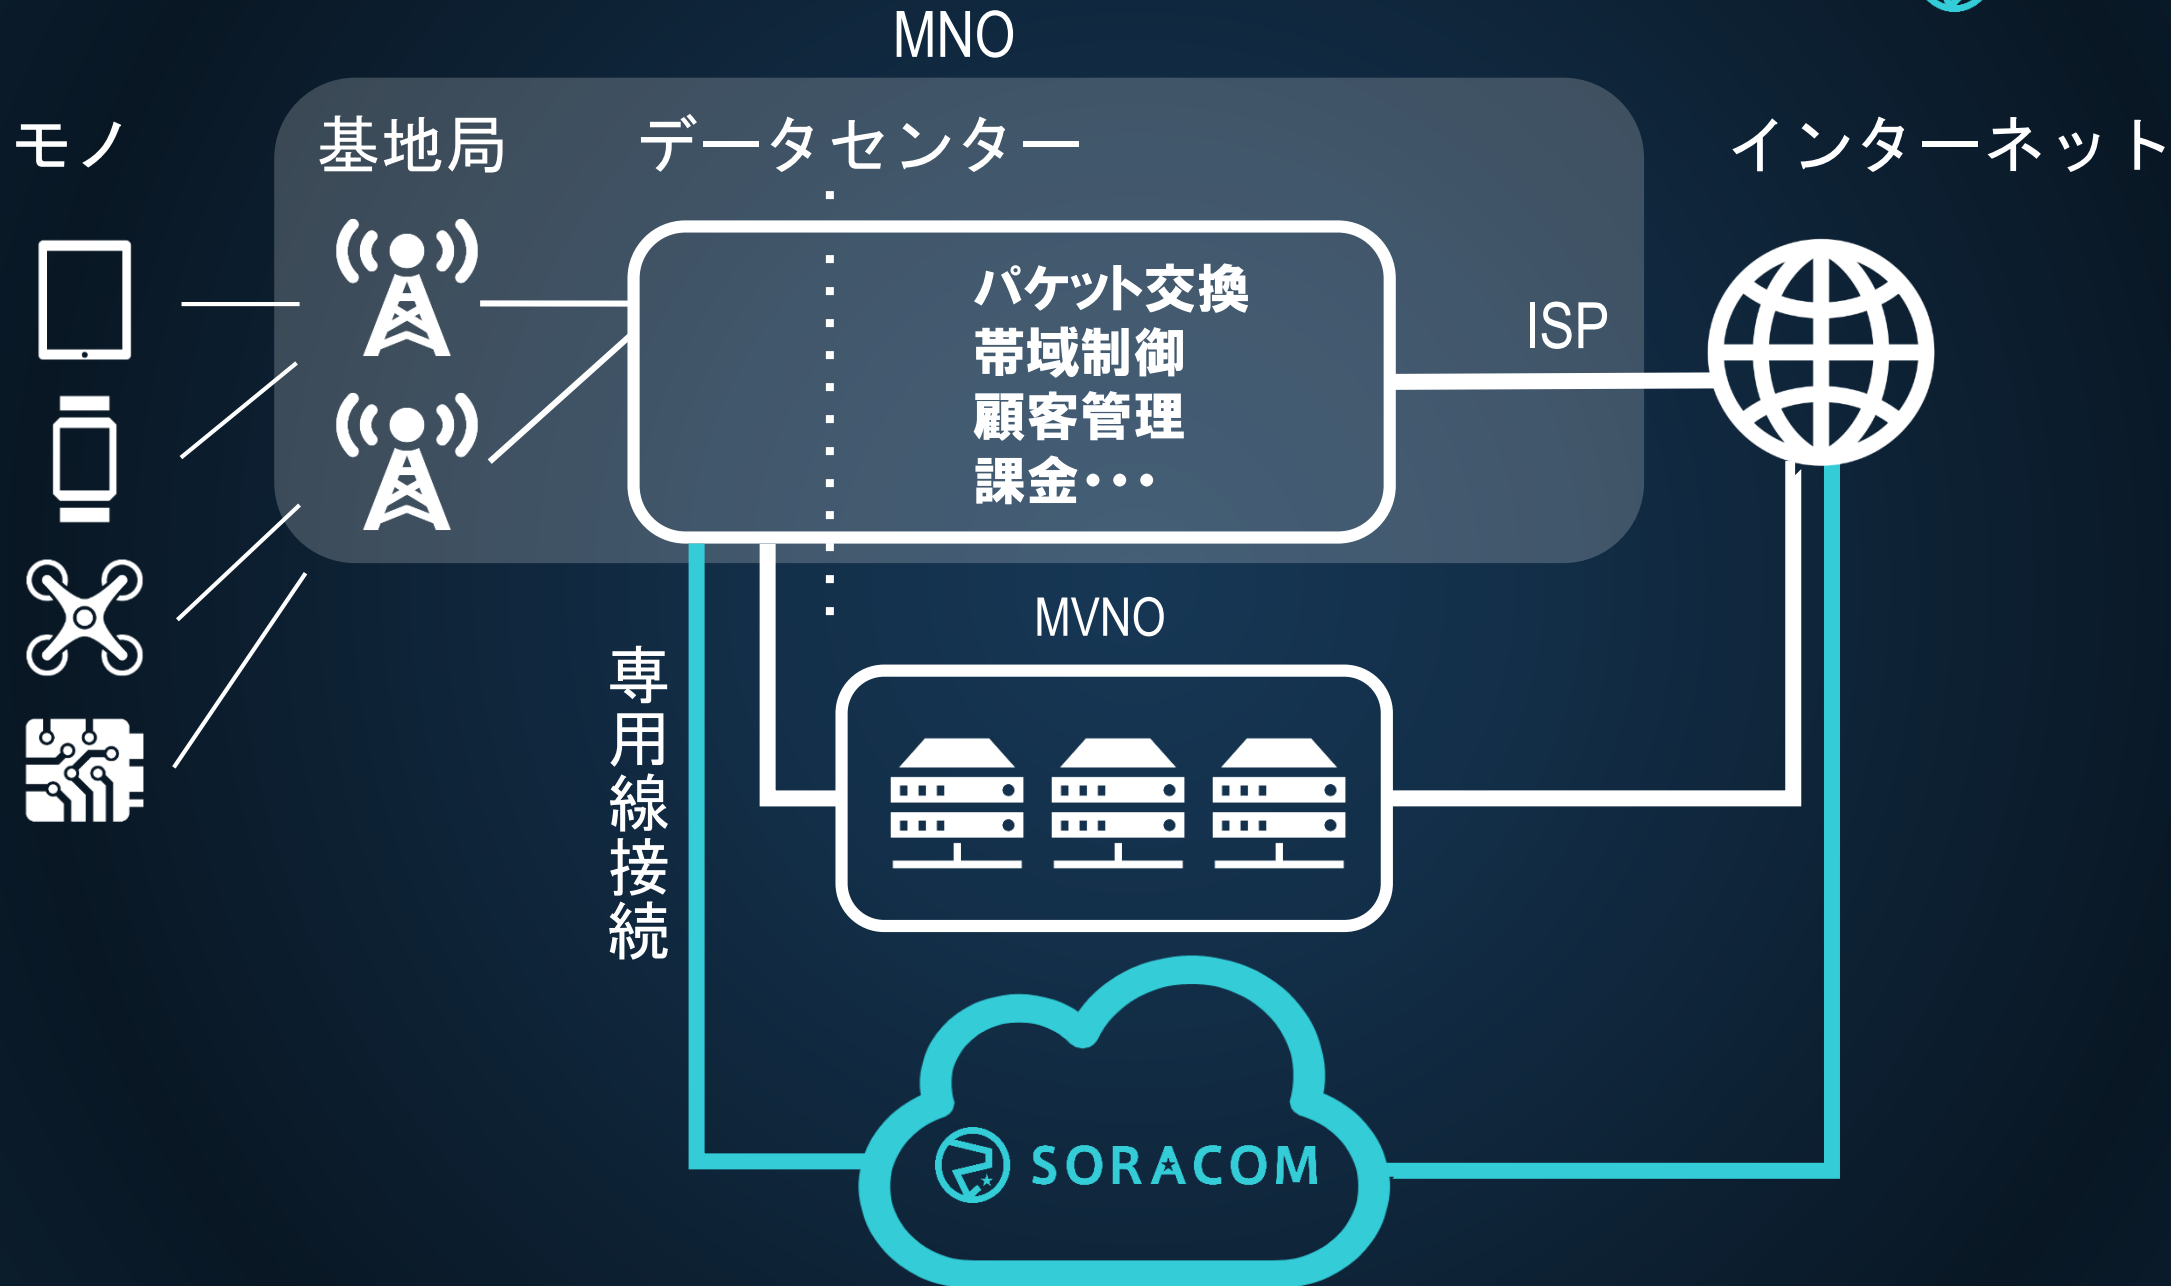 MNO
モノ
基地局
データセンター
インターネット
パケット交換
帯域制御
顧客管理
課金・・・
ISP
MVNO
専用線接続
SORACOM